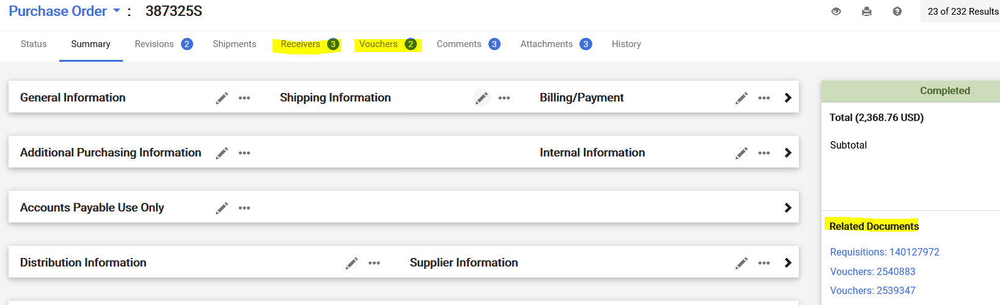 Purchase Order : 387325S
23 of 232 Results
Status Summary Revisions 2 Shipments Receivers 3 Vouchers 2 Comments 3 Attachments 3 History
General Information Shipping Information Billing/Payment
Additional Purchasing Information Internal Information
Accounts Payable Use Only
Distribution Information Supplier Information
Completed
Total (2,368.76 USD)
Subtotal
Related Documents
Requisitions: 140127972
Vouchers: 2540883
Vouchers: 2539347